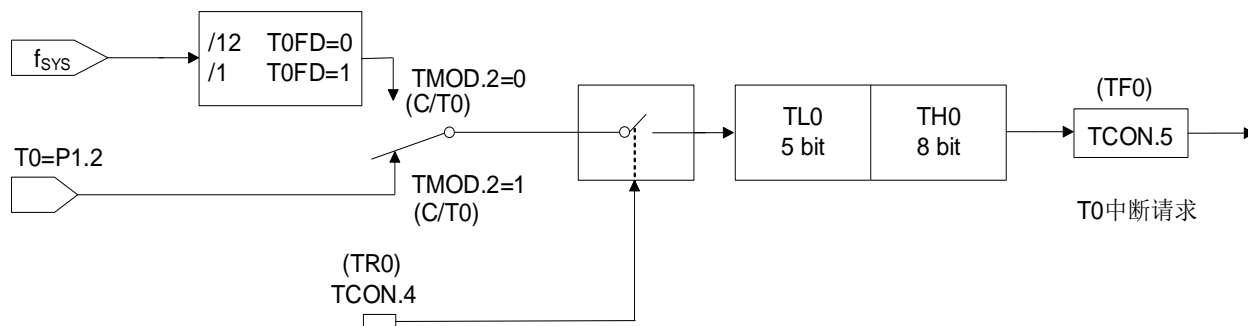 fSYS
/12 T0FD=0
/1 T0FD=1
TMOD.2=0
(C/T0)
T0=P1.2
TMOD.2=1
(C/T0)
(TR0)
TCON.4
TL0
5 bit
TH0
8 bit
(TF0)
TCON.5
T0中断请求